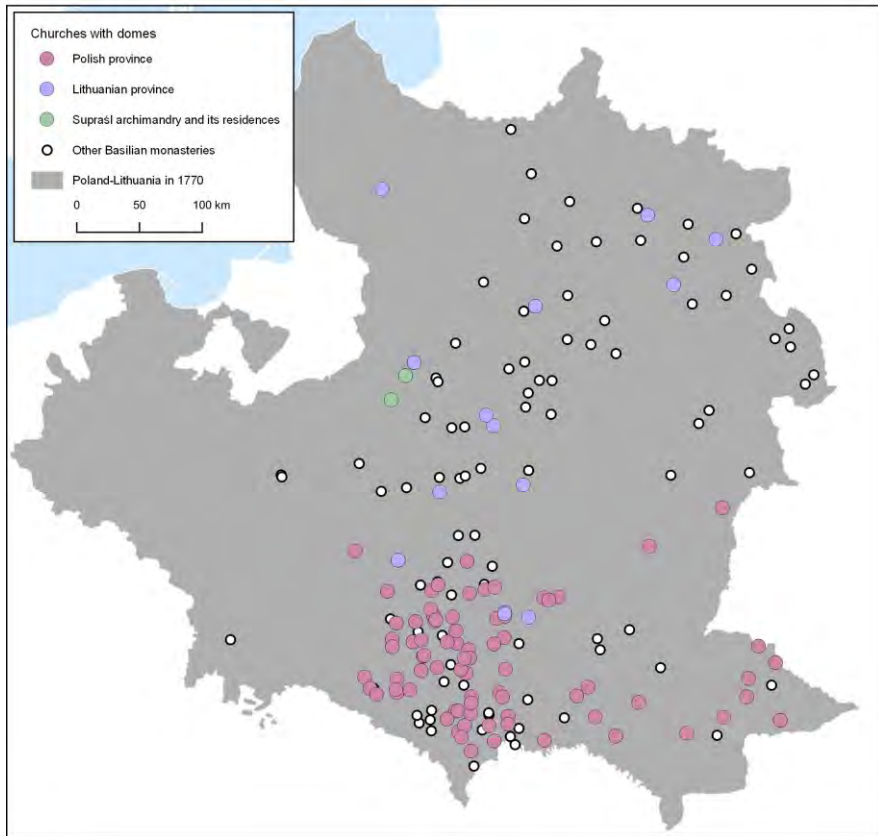 Churches with domes
Polish province
Lithuanian province
Supraśl archimandry and its residences
Other Basilian monasteries
Poland-Lithuania in 1770
0 50 100 km